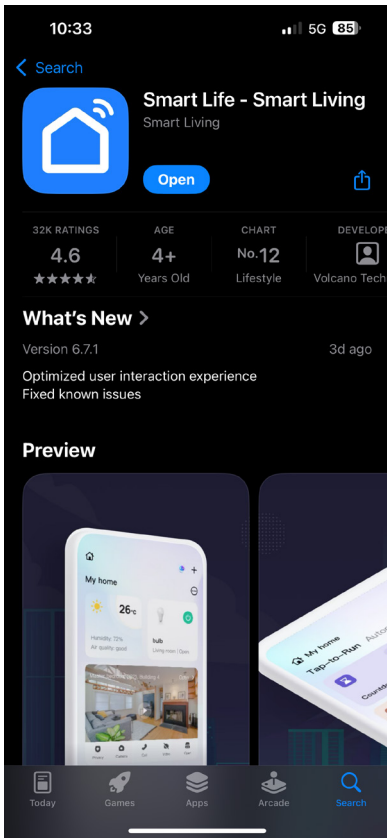 10:33
5G 85
Search
Smart Life - Smart Living
Smart Living
Open
32K RATINGS AGE CHART DEVELOPE
4.6 4+ No.12
Years Old Lifestyle Volcano Tech
What's New
Version 6.7.1 3d ago
Optimized user interaction experience
Fixed known issues
Preview
My home
26°c
Humidity 72%
Air quality: good
bulb
Living room
My home
Tap-to-Run
Today Games Apps Arcade Search